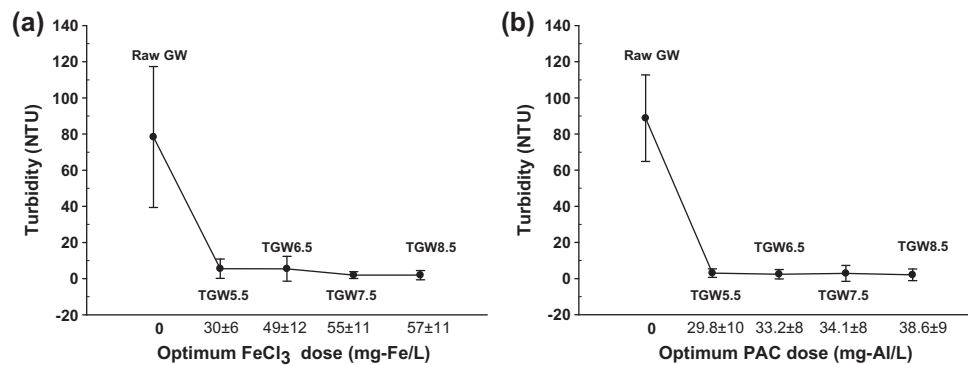 (a)
140
120
100
80
60
40
20
0
-20
Turbidity (NTU)
Raw GW
TGW5.5
TGW6.5
TGW7.5
TGW8.5
0 30±6 49±12 55±11 57±11
Optimum FeCl3 dose (mg-Fe/L)
(b)
140
120
100
80
60
40
20
0
-20
Turbidity (NTU)
Raw GW
TGW5.5
TGW6.5
TGW7.5
TGW8.5
0 29.8±10 33.2±8 34.1±8 38.6±9
Optimum PAC dose (mg-Al/L)